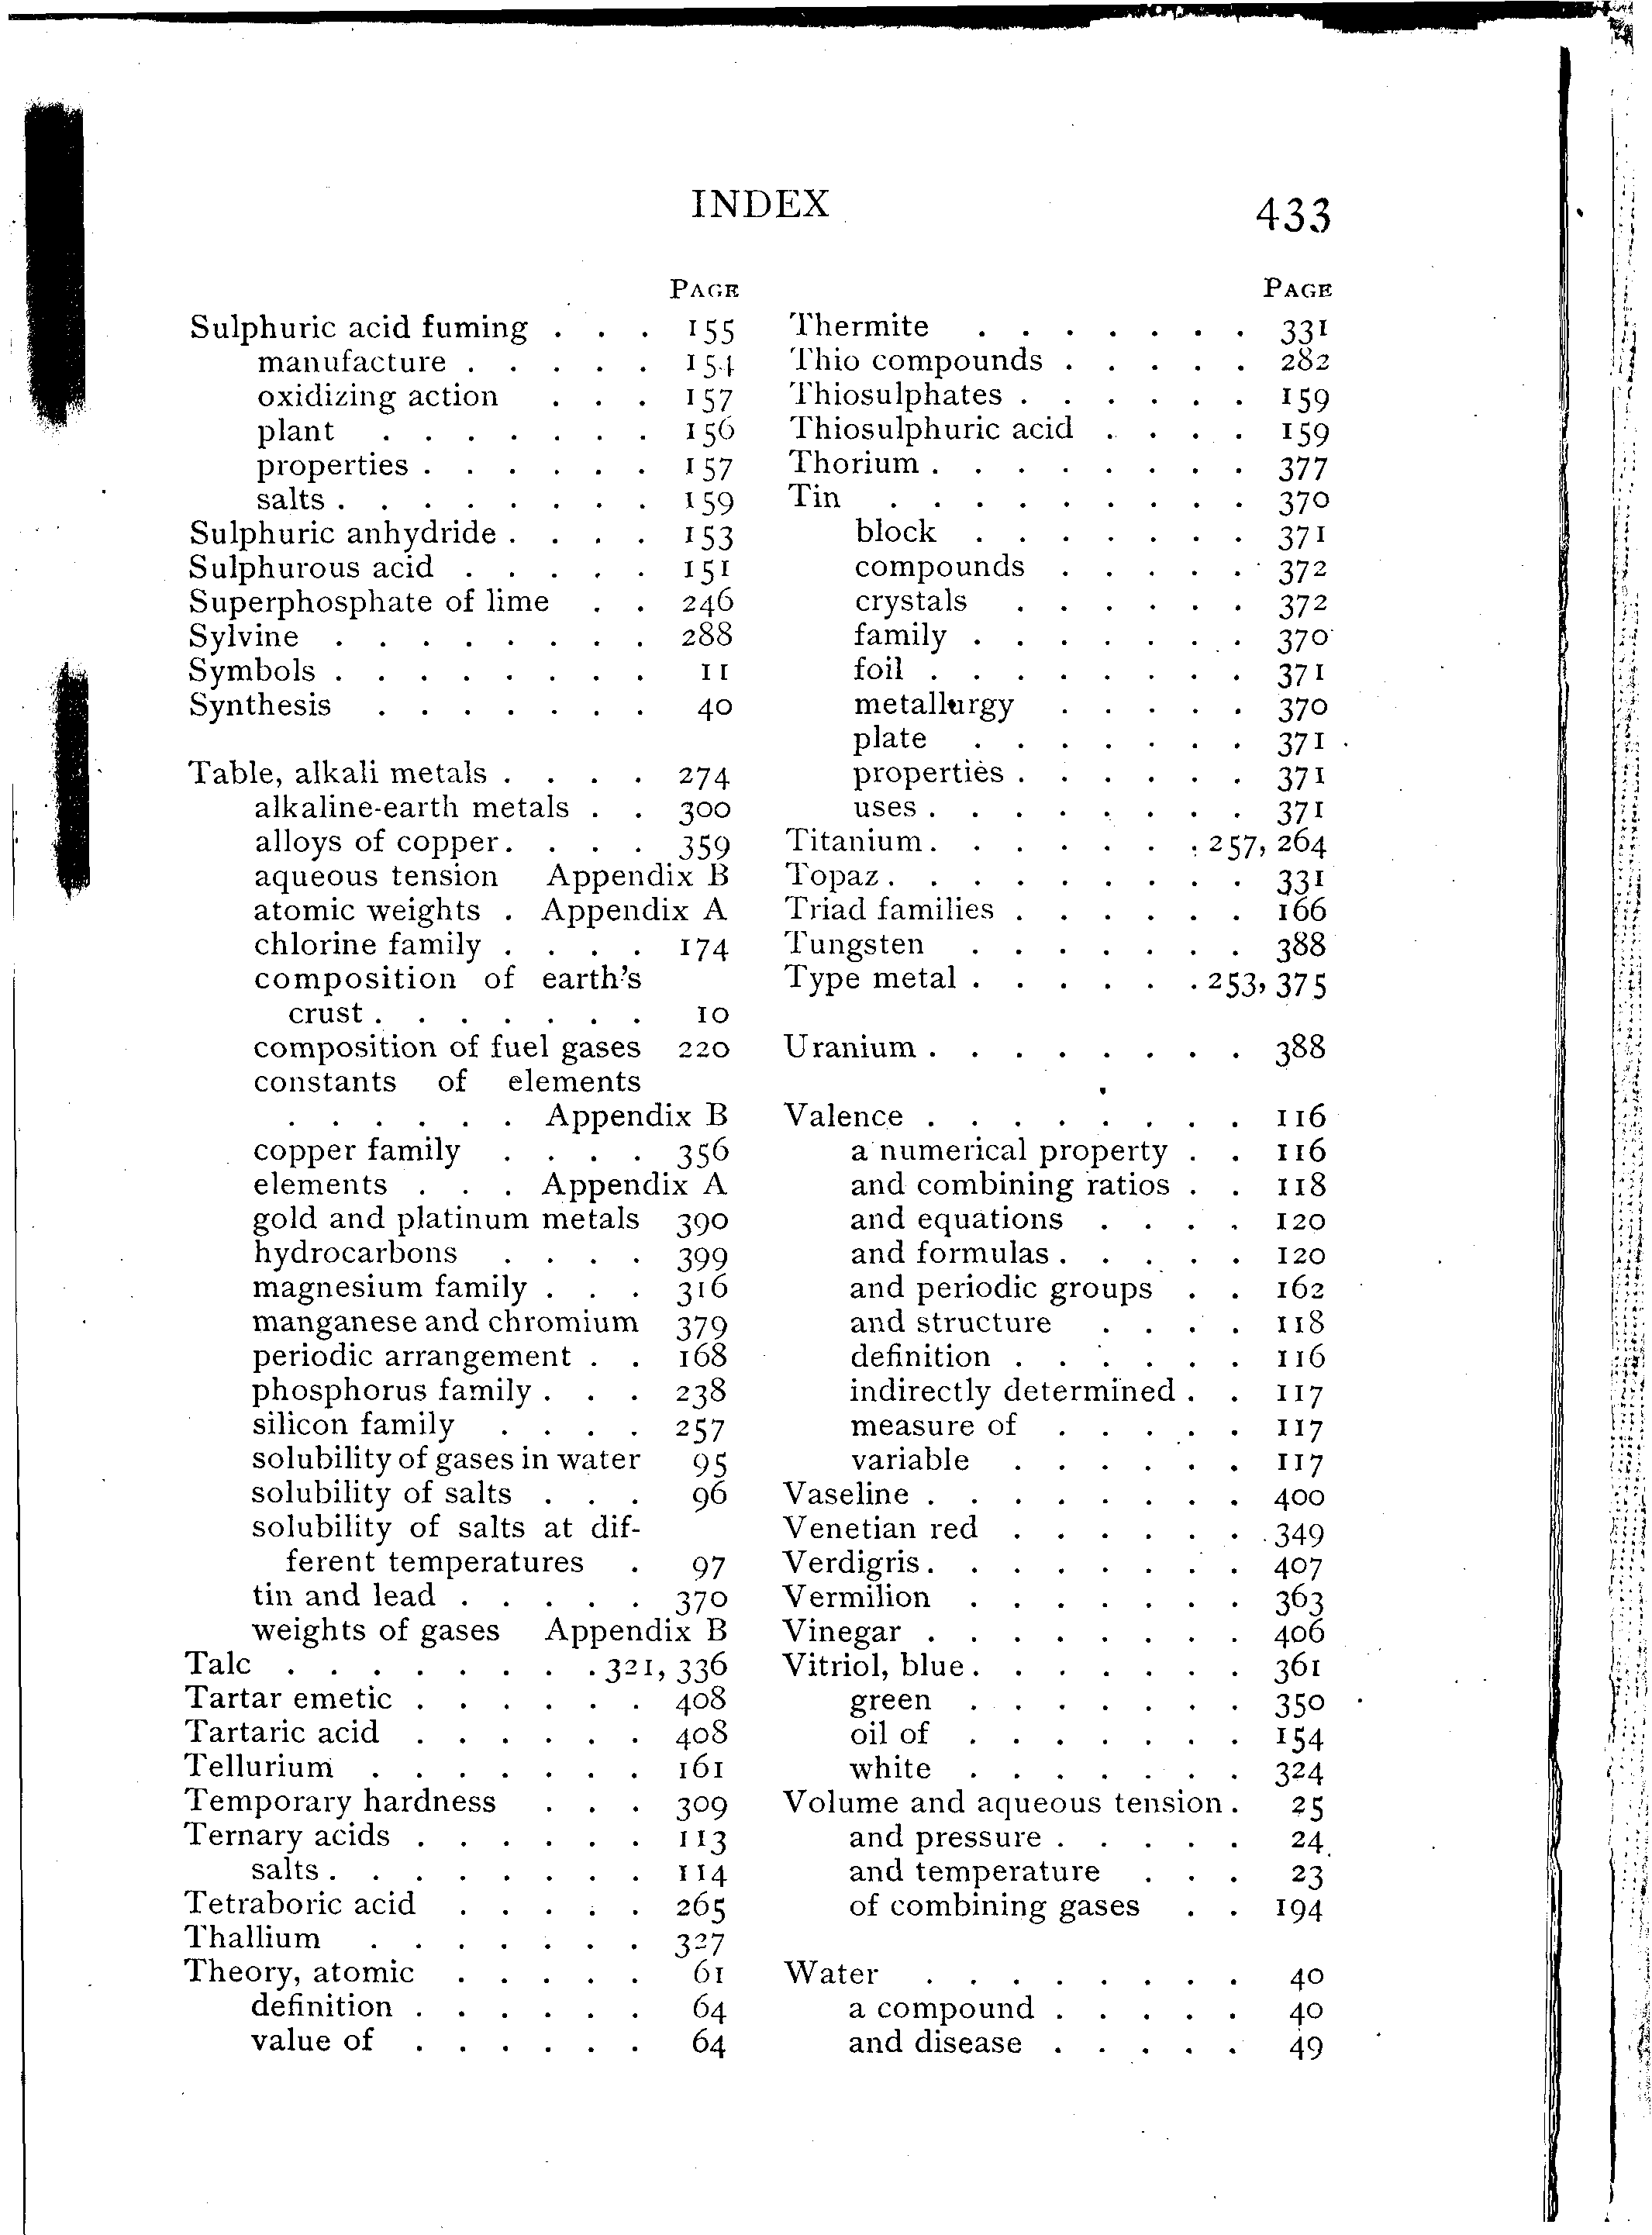 INDEX 433
PAGE
Sulphuric acid fuming . . . 155
manufacture . . . . . 154
oxidizing action . . . 157
plant . . . . . . . 156
properties . . . . . . 157
salts . . . . . . . . 159
Sulphuric anhydride . . . . 153
Sulphurous acid . . . . . 151
Superphosphate of lime . . 246
Sylvine . . . . . . . . 288
Symbols . . . . . . . . 11
Synthesis . . . . . . . 40
Table, alkali metals . . . . 274
alkaline-earth metals . . 300
alloys of copper . . . . 359
aqueous tension Appendix B
atomic weights . Appendix A
chlorine family . . . . 174
composition of earth's
crust . . . . . . . 10
composition of fuel gases 220
constants of elements
. . . . . . Appendix B
copper family . . . . 356
elements . . . Appendix A
gold and platinum metals 390
hydrocarbons . . . . 399
magnesium family . . . 316
manganese and chromium 379
periodic arrangement . . 168
phosphorus family . . . 238
silicon family . . . . 257
solubility of gases in water 95
solubility of salts . . . 96
solubility of salts at dif-
ferent temperatures . 97
tin and lead . . . . . 370
weights of gases Appendix B
Talc . . . . . . . . 321, 336
Tartar emetic . . . . . . 408
Tartaric acid . . . . . . 408
Tellurium . . . . . . . 161
Temporary hardness . . . 309
Ternary acids . . . . . . 113
salts . . . . . . . . 114
Tetraboric acid . . . . . 265
Thallium . . . . . . . 327
Theory, atomic . . . . . 61
definition . . . . . . 64
value of . . . . . . 64
PAGE
Thermite . . . . . . . 331
Thio compounds . . . . . 282
Thiosulphates . . . . . . 159
Thiosulphuric acid . . . . 159
Thorium . . . . . . . . 377
Tin . . . . . . . . . 370
block . . . . . . . 371
compounds . . . . . 372
crystals . . . . . . 372
family . . . . . . . 370
foil . . . . . . . . 371
metallurgy . . . . . 370
plate . . . . . . . 371
properties . . . . . . 371
uses . . . . . . . . 371
Titanium . . . . . . . 257, 264
Topaz . . . . . . . . . 331
Triad families . . . . . . 166
Tungsten . . . . . . . 388
Type metal . . . . . . 253, 375
Uranium . . . . . . . . 388
Valence . . . . . . . . 116
a numerical property . . 116
and combining ratios . . 118
and equations . . . . 120
and formulas . . . . . 120
and periodic groups . . 162
and structure . . . . 118
definition . . . . . . 116
indirectly determined . . 117
measure of . . . . . 117
variable . . . . . . 117
Vaseline . . . . . . . . 400
Venetian red . . . . . . 349
Verdigris . . . . . . . . 407
Vermilion . . . . . . . 363
Vinegar . . . . . . . . 406
Vitriol, blue . . . . . . . 361
green . . . . . . . 350
oil of . . . . . . . 154
white . . . . . . . 324
Volume and aqueous tension . 25
and pressure . . . . . 24
and temperature . . . 23
of combining gases . . 194
Water . . . . . . . . 40
a compound . . . . . 40
and disease . . . . . 49